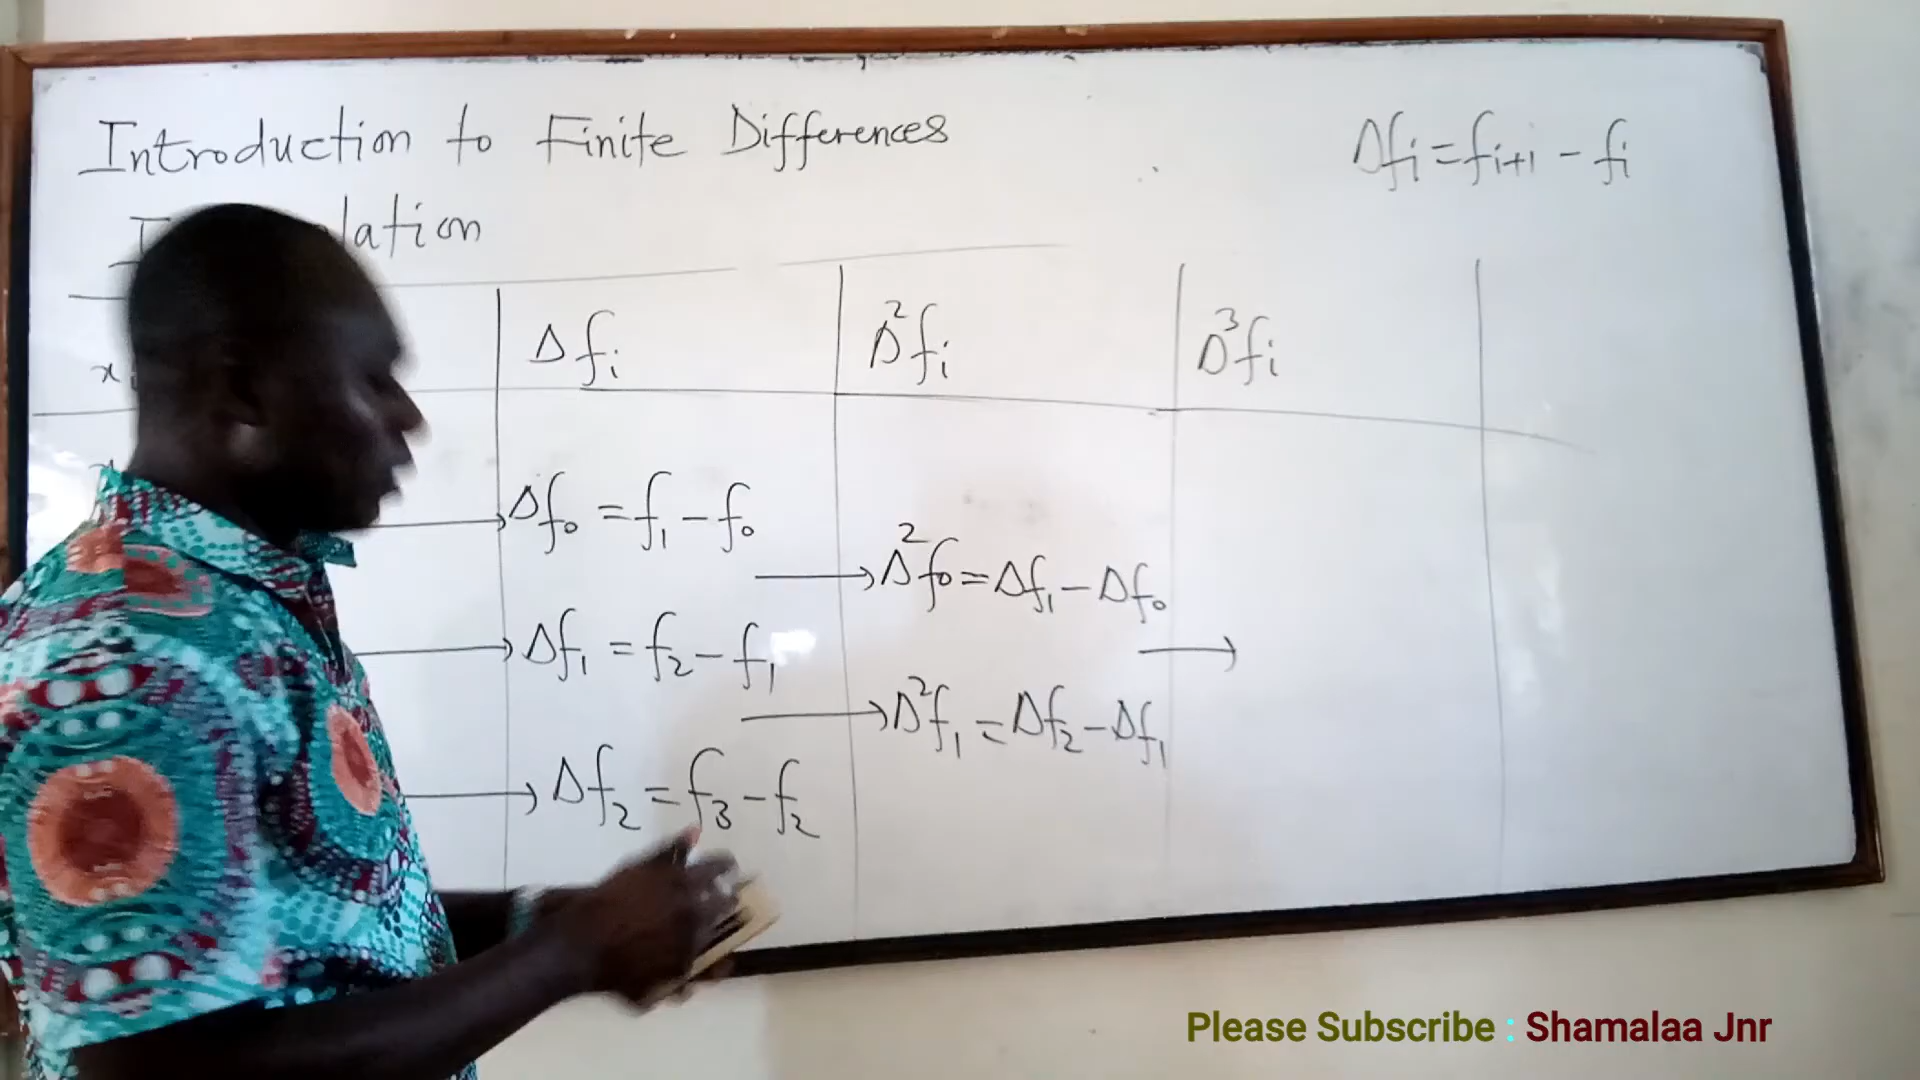 Introduction to Finite Differences
Δfi = fi+1 - fi
Δfi
Δ²fi
Δ³fi
Δf₀ = f₁ - f₀
Δ²f₀ = Δf₁ - Δf₀
Δf₁ = f₂ - f₁
Δ²f₁ = Δf₂ - Δf₁
Δf₂ = f₃ - f₂
Please Subscribe : Shamalaa Jnr